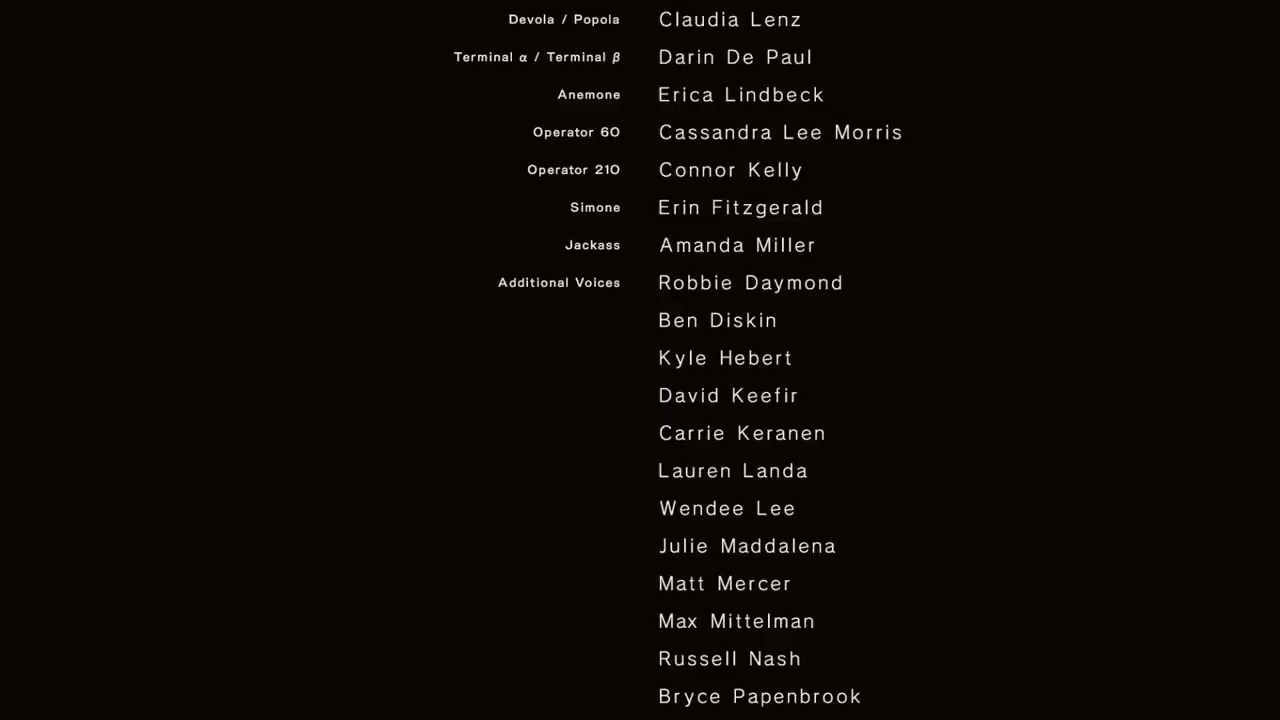 Devola / Popola Claudia Lenz
Terminal α / Terminal β Darin De Paul
Anemone Erica Lindbeck
Operator 6O Cassandra Lee Morris
Operator 21O Connor Kelly
Simone Erin Fitzgerald
Jackass Amanda Miller
Additional Voices Robbie Daymond
Ben Diskin
Kyle Hebert
David Keefir
Carrie Keranen
Lauren Landa
Wendee Lee
Julie Maddalena
Matt Mercer
Max Mittelman
Russell Nash
Bryce Papenbrook